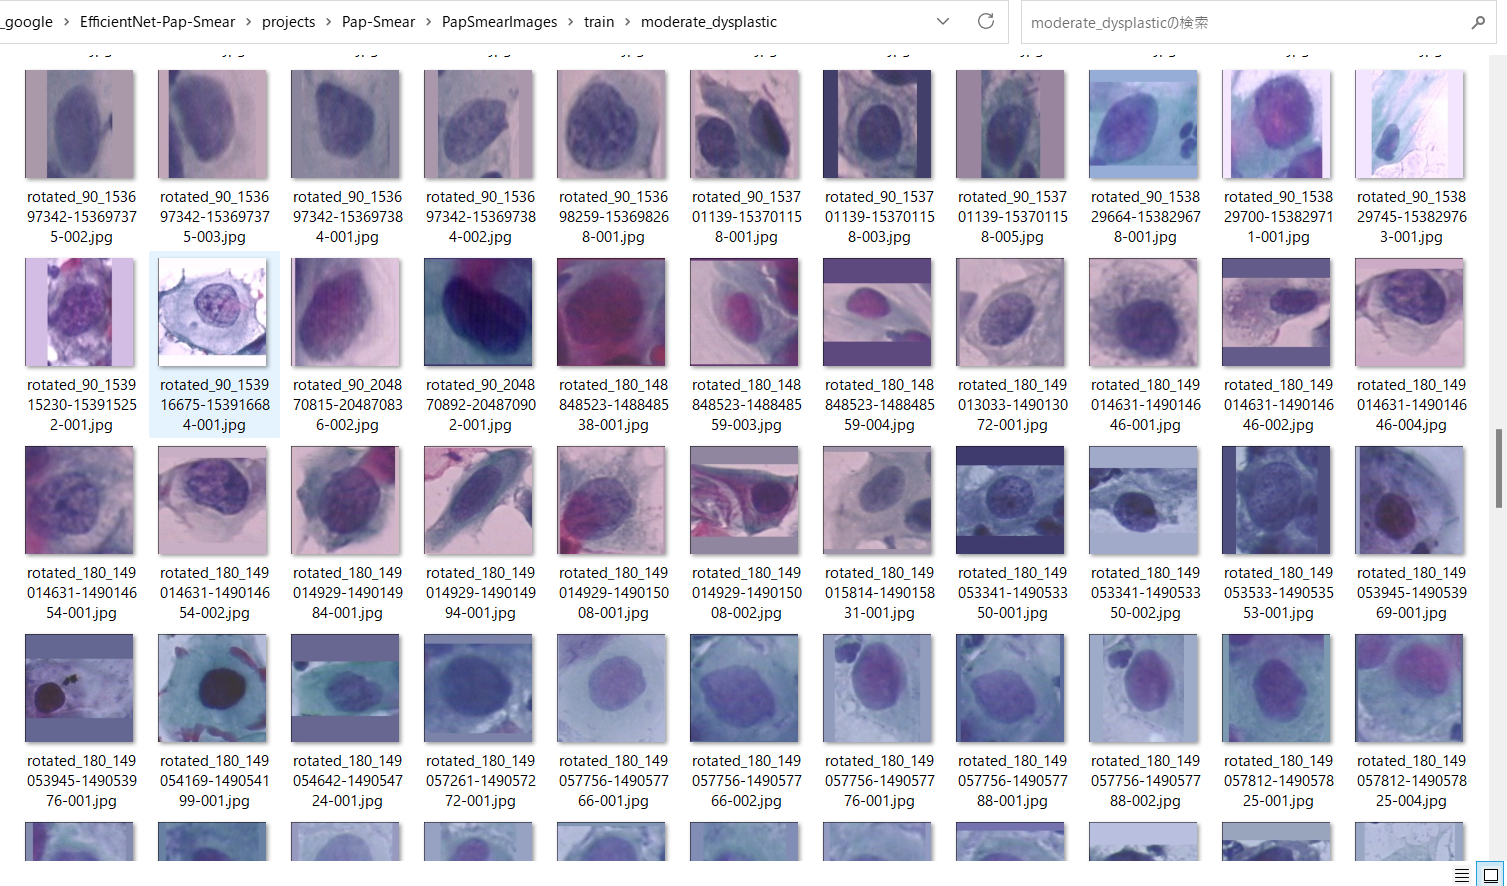 _google > EfficientNet-Pap-Smear > projects > Pap-Smear > PapSmearImages > train > moderate_dysplastic
moderate_dysplasticの検索
rotated_90_1536 rotated_90_1536 rotated_90_1536 rotated_90_1536 rotated_90_1536 rotated_90_1537 rotated_90_1537 rotated_90_1537 rotated_90_1538 rotated_90_1538 rotated_90_1538
97342-15369737 97342-15369737 97342-15369738 97342-15369738 98259-15369826 01139-15370115 01139-15370115 01139-15370115 29664-15382967 29700-15382971 29745-15382976
5-002.jpg 5-003.jpg 4-001.jpg 4-002.jpg 8-001.jpg 8-001.jpg 8-003.jpg 8-005.jpg 8-001.jpg 1-001.jpg 3-001.jpg
rotated_90_1539 rotated_90_1539 rotated_90_2048 rotated_90_2048 rotated_180_148 rotated_180_148 rotated_180_148 rotated_180_149 rotated_180_149 rotated_180_149 rotated_180_149
15230-15391525 16675-15391668 70815-20487083 70892-20487090 848523-1488485 848523-1488485 848523-1488485 013033-1490130 014631-1490146 014631-1490146 014631-1490146
2-001.jpg 4-001.jpg 6-002.jpg 2-001.jpg 38-001.jpg 59-003.jpg 59-004.jpg 72-001.jpg 46-001.jpg 46-002.jpg 46-004.jpg
rotated_180_149 rotated_180_149 rotated_180_149 rotated_180_149 rotated_180_149 rotated_180_149 rotated_180_149 rotated_180_149 rotated_180_149 rotated_180_149 rotated_180_149
014631-1490146 014631-1490146 014929-1490149 014929-1490149 014929-1490150 014929-1490150 015814-1490158 053341-1490533 053341-1490533 053533-1490535 053945-1490539
54-001.jpg 54-002.jpg 84-001.jpg 94-001.jpg 08-001.jpg 08-002.jpg 31-001.jpg 50-001.jpg 50-002.jpg 53-001.jpg 69-001.jpg
rotated_180_149 rotated_180_149 rotated_180_149 rotated_180_149 rotated_180_149 rotated_180_149 rotated_180_149 rotated_180_149 rotated_180_149 rotated_180_149 rotated_180_149
053945-1490539 054169-1490541 054642-1490547 057261-1490572 057756-1490577 057756-1490577 057756-1490577 057756-1490577 057756-1490577 057812-1490578 057812-1490578
76-001.jpg 99-001.jpg 24-001.jpg 72-001.jpg 66-001.jpg 66-002.jpg 76-001.jpg 88-001.jpg 88-002.jpg 25-001.jpg 25-004.jpg